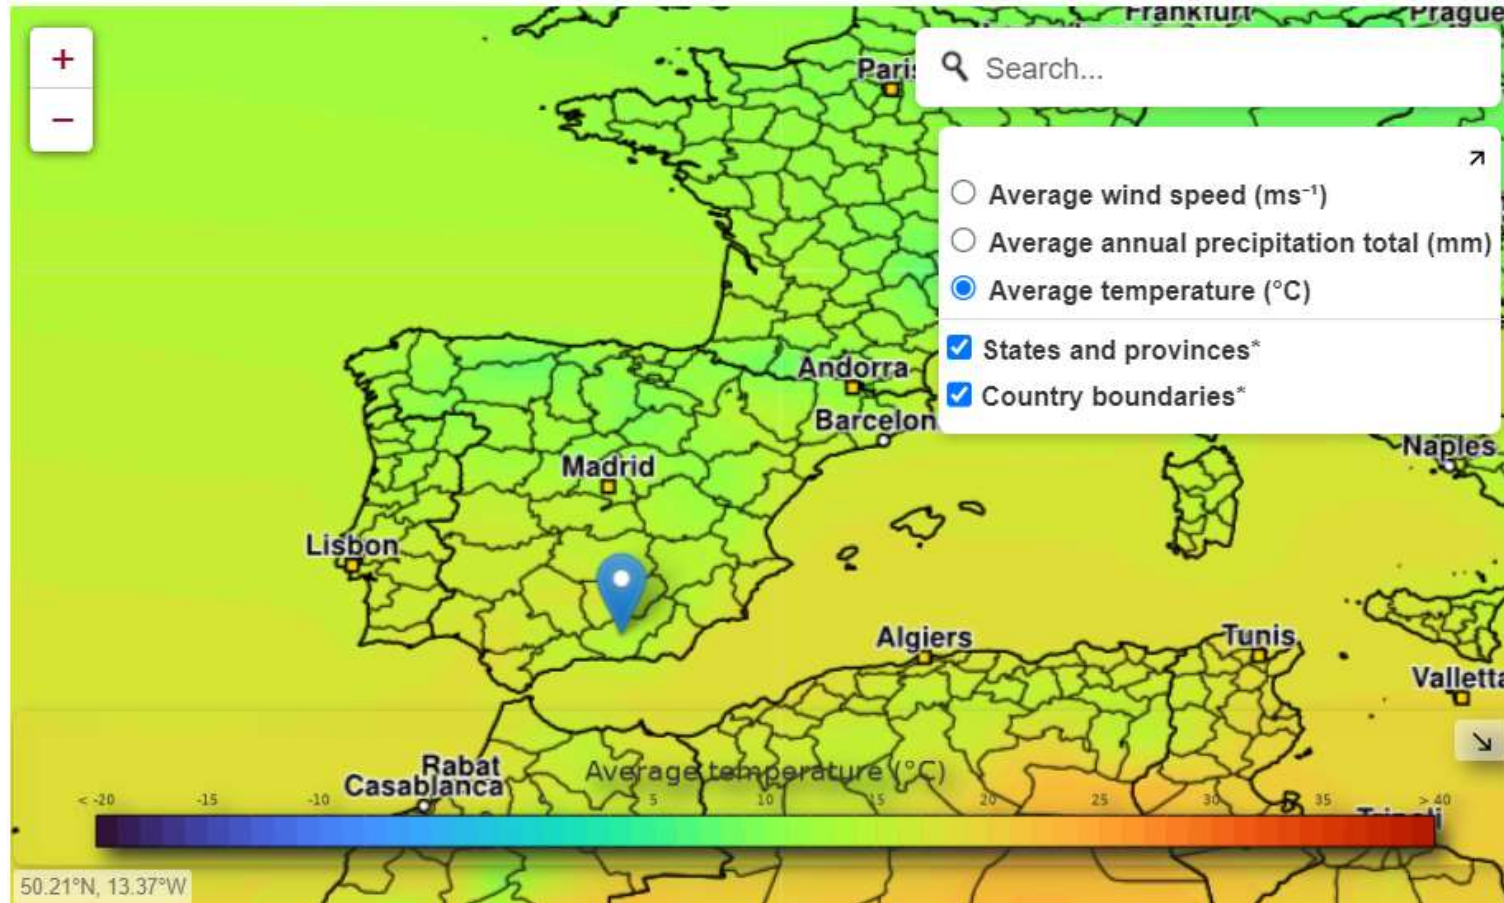 +
Frankfurt
Prague
Paris
Search...
−
Average wind speed (ms⁻¹)
Average annual precipitation total (mm)
Average temperature (°C)
States and provinces*
Country boundaries*
Andorra
Barcelon
Naples
Madrid
Lisbon
Algiers
Tunis
Valletta
Rabat
Casablanca
Average temperature (°C)
< -20 -15 -10 5 10 15 20 25 30 35 > 40
Tripoli
50.21°N, 13.37°W